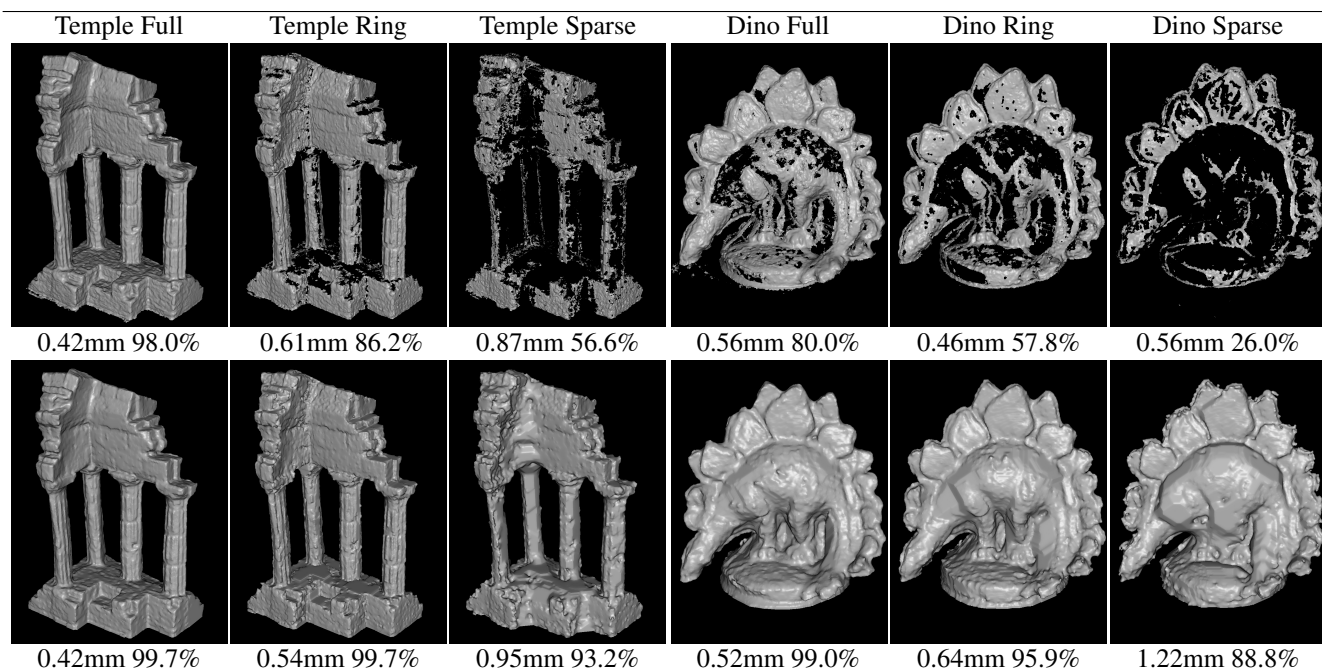 Temple Full Temple Ring Temple Sparse Dino Full Dino Ring Dino Sparse
0.42mm 98.0% 0.61mm 86.2% 0.87mm 56.6% 0.56mm 80.0% 0.46mm 57.8% 0.56mm 26.0%
0.42mm 99.7% 0.54mm 99.7% 0.95mm 93.2% 0.52mm 99.0% 0.64mm 95.9% 1.22mm 88.8%